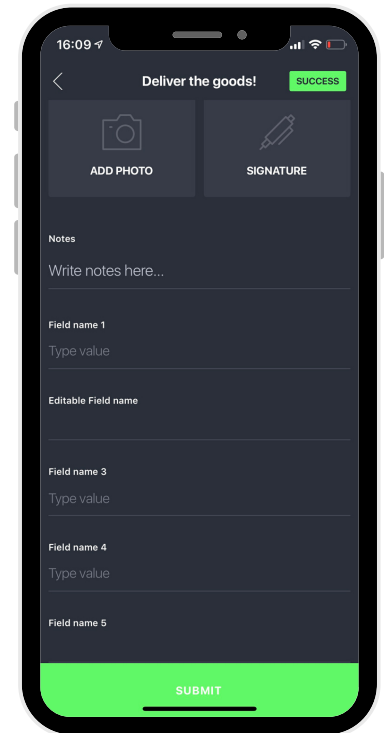 16:09
Deliver the goods!
SUCCESS
ADD PHOTO
SIGNATURE
Notes
Write notes here...
Field name 1
Type value
Editable Field name
Field name 3
Type value
Field name 4
Type value
Field name 5
SUBMIT